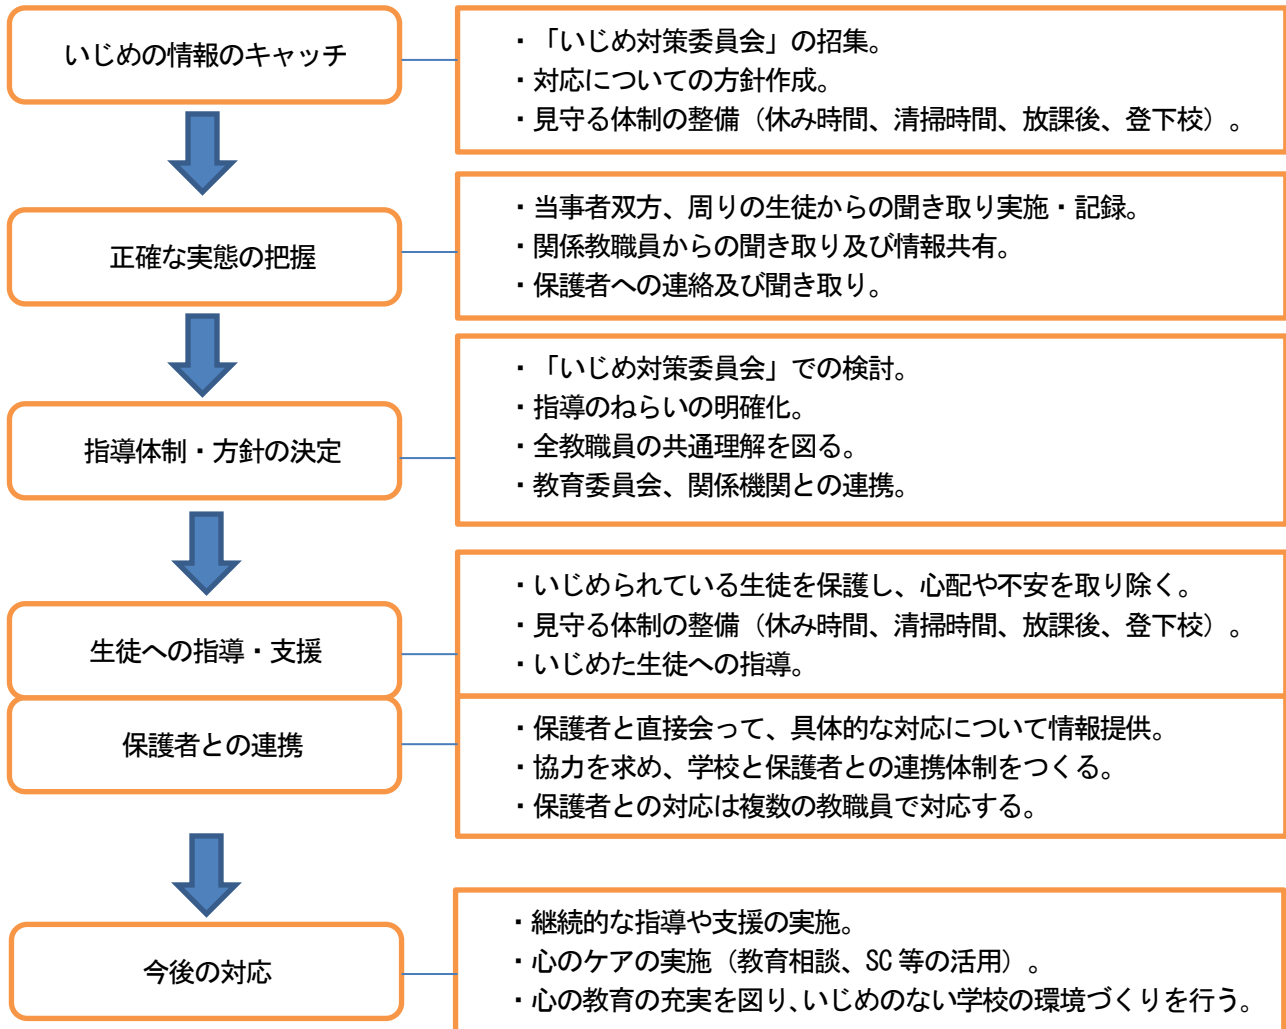 いじめの情報のキャッチ
・「いじめ対策委員会」の招集。
・対応についての方針作成。
・見守る体制の整備（休み時間、清掃時間、放課後、登下校）。
正確な実態の把握
・当事者双方、周りの生徒からの聞き取り実施・記録。
・関係教職員からの聞き取り及び情報共有。
・保護者への連絡及び聞き取り。
指導体制・方針の決定
・「いじめ対策委員会」での検討。
・指導のねらいの明確化。
・全教職員の共通理解を図る。
・教育委員会、関係機関との連携。
生徒への指導・支援
・いじめられている生徒を保護し、心配や不安を取り除く。
・見守る体制の整備（休み時間、清掃時間、放課後、登下校）。
・いじめた生徒への指導。
保護者との連携
・保護者と直接会って、具体的な対応について情報提供。
・協力を求め、学校と保護者との連携体制をつくる。
・保護者との対応は複数の教職員で対応する。
今後の対応
・継続的な指導や支援の実施。
・心のケアの実施（教育相談、SC 等の活用）。
・心の教育の充実を図り、いじめのない学校の環境づくりを行う。